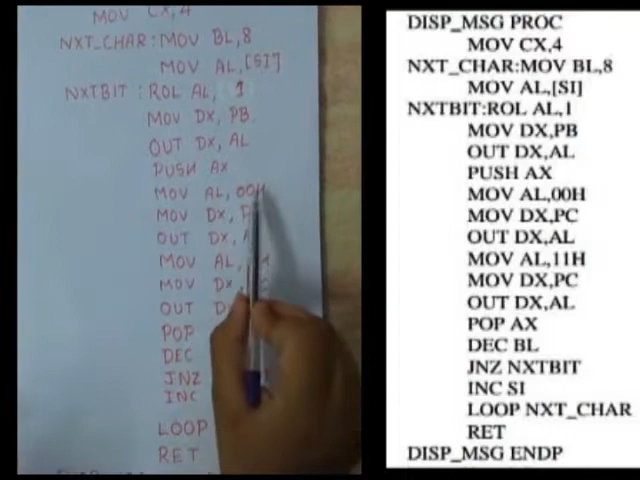 MOV CX,4
NXT_CHAR:MOV BL,8
MOV AL,[SI]
NXTBIT:ROL AL, 1
MOV DX, PB
OUT DX, AL
PUSH AX
MOV AL, 00H
MOV DX,
OUT DX, A
MOV AL,
MOV DX,
OUT
POP
DEC
JNZ
INC
LOOP
RET
DISP_MSG PROC
MOV CX,4
NXT_CHAR:MOV BL,8
MOV AL,[SI]
NXTBIT:ROL AL,1
MOV DX,PB
OUT DX,AL
PUSH AX
MOV AL,00H
MOV DX,PC
OUT DX,AL
MOV AL,11H
MOV DX,PC
OUT DX,AL
POP AX
DEC BL
JNZ NXTBIT
INC SI
LOOP NXT_CHAR
RET
DISP_MSG ENDP